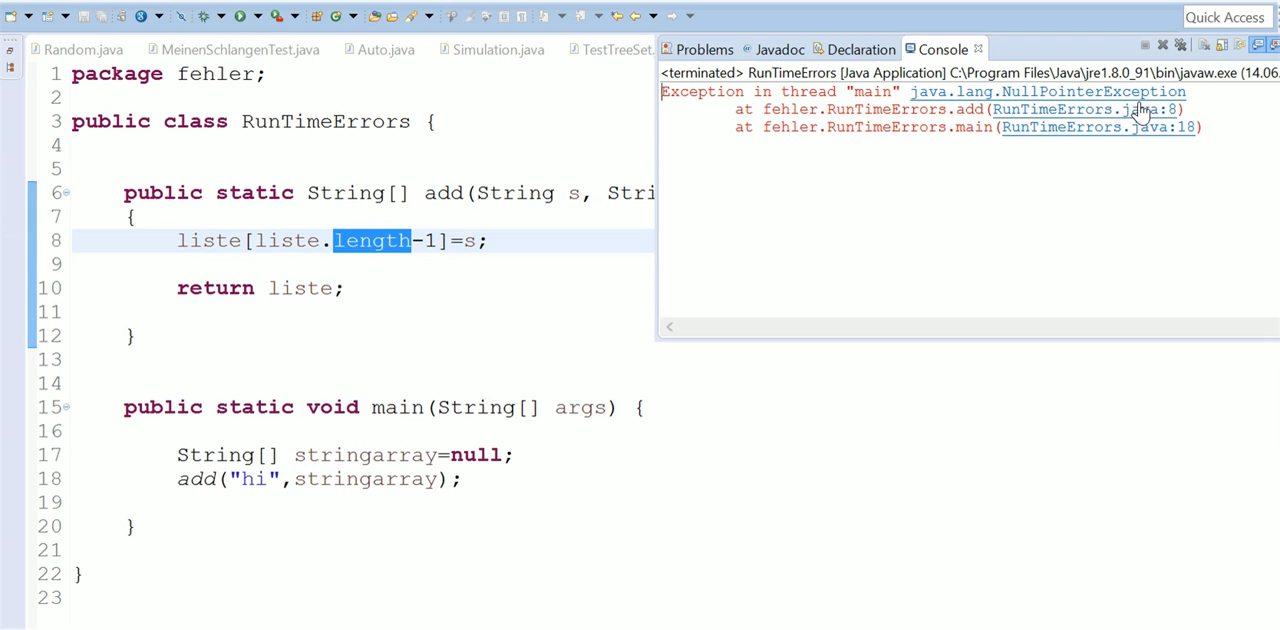 Quick Access
Random.java MeinenSchlangenTest.java Auto.java Simulation.java TestTreeSet.
Problems Javadoc Declaration Console
<terminated> RunTimeErrors [Java Application] C:\Program Files\Java\jre1.8.0_91\bin\javaw.exe (14.06.
Exception in thread "main" java.lang.NullPointerException
at fehler.RunTimeErrors.add(RunTimeErrors.java:8)
at fehler.RunTimeErrors.main(RunTimeErrors.java:18)
1 package fehler;
2
3 public class RunTimeErrors {
4
5
6 public static String[] add(String s, Stri
7 {
8 liste[liste.length-1]=s;
9
10 return liste;
11
12 }
13
14
15 public static void main(String[] args) {
16
17 String[] stringarray=null;
18 add("hi",stringarray);
19
20 }
21
22 }
23